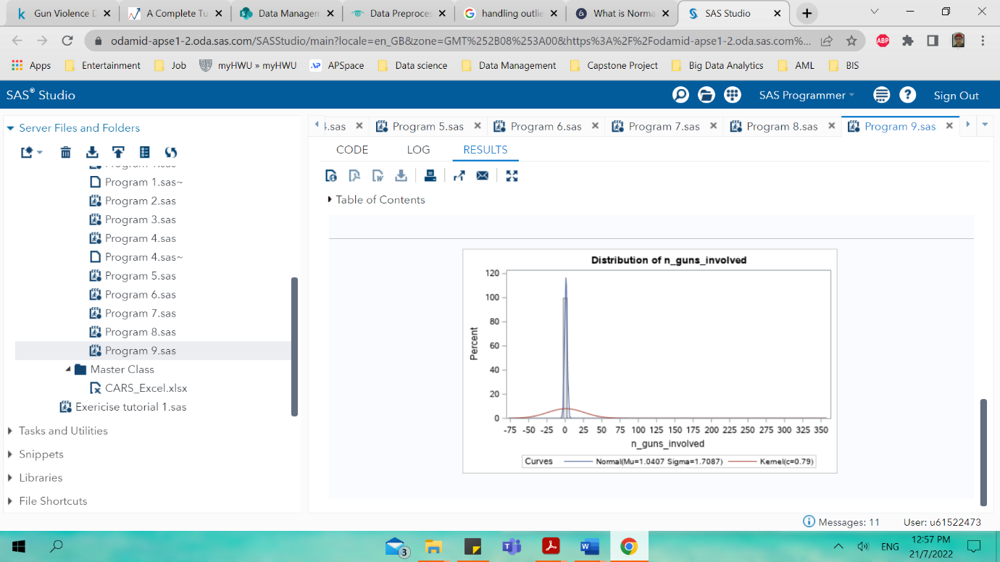 Gun Violence D
A Complete Tu
Data Managem
Data Preproces
handling outlie
What is Norma
SAS Studio
odamid-apse1-2.oda.sas.com/SASStudio/main?locale=en_GB&zone=GMT%252B08%253A00&https%3A%2F%2Fodamid-apse1-2.oda.sas.com%...
ABP
Apps
Entertainment
Job
myHWU » myHWU
APSpace
Data science
Data Management
Capstone Project
Big Data Analytics
AML
BIS
SAS® Studio
SAS Programmer
Sign Out
Server Files and Folders
Program 1.sas~
Program 2.sas
Program 3.sas
Program 4.sas
Program 4.sas~
Program 5.sas
Program 6.sas
Program 7.sas
Program 8.sas
Program 9.sas
Master Class
CARS_Excel.xlsx
Exericise tutorial 1.sas
Tasks and Utilities
Snippets
Libraries
File Shortcuts
.sas
Program 5.sas
Program 6.sas
Program 7.sas
Program 8.sas
Program 9.sas
CODE
LOG
RESULTS
Table of Contents
Distribution of n_guns_involved
120
100
80
60
40
20
0
Percent
-75 -50 -25 0 25 50 75 100 125 150 175 200 225 250 275 300 325 350
n_guns_involved
Curves Normal(Mu=1.0407 Sigma=1.7087) Kernel(c=0.79)
Messages: 11
User: u61522473
3
ENG
12:57 PM
21/7/2022